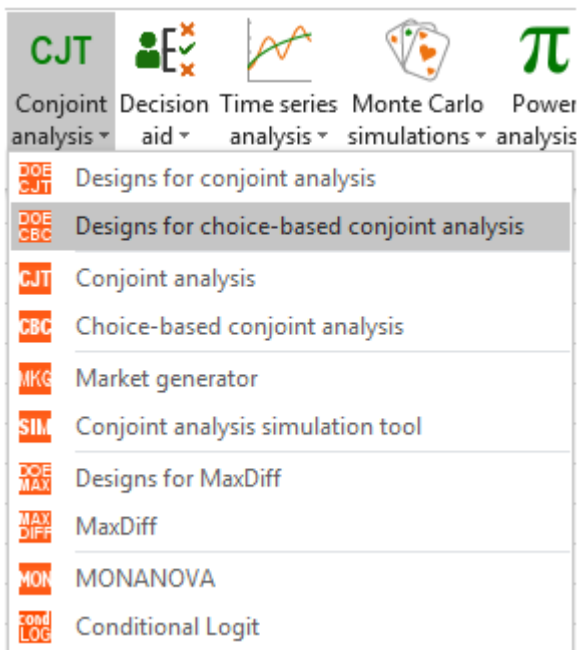 CJT
π
Conjoint Decision Time series Monte Carlo Power
analysis aid analysis simulations analysis
DOE CJT Designs for conjoint analysis
DOE CBC Designs for choice-based conjoint analysis
CJT Conjoint analysis
CBC Choice-based conjoint analysis
MKG Market generator
SIM Conjoint analysis simulation tool
DOE MAX Designs for MaxDiff
MAX DIFF MaxDiff
MON MONANOVA
cond LOG Conditional Logit